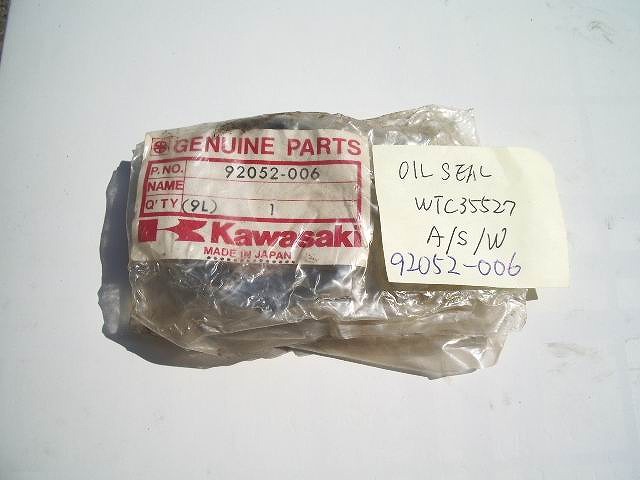 GENUINE PARTS
P.NO. 92052-006
NAME
Q'TY (9L) 1
Kawasaki
MADE IN JAPAN
OIL SEAL
WTC35527
A/S/W
92052-006